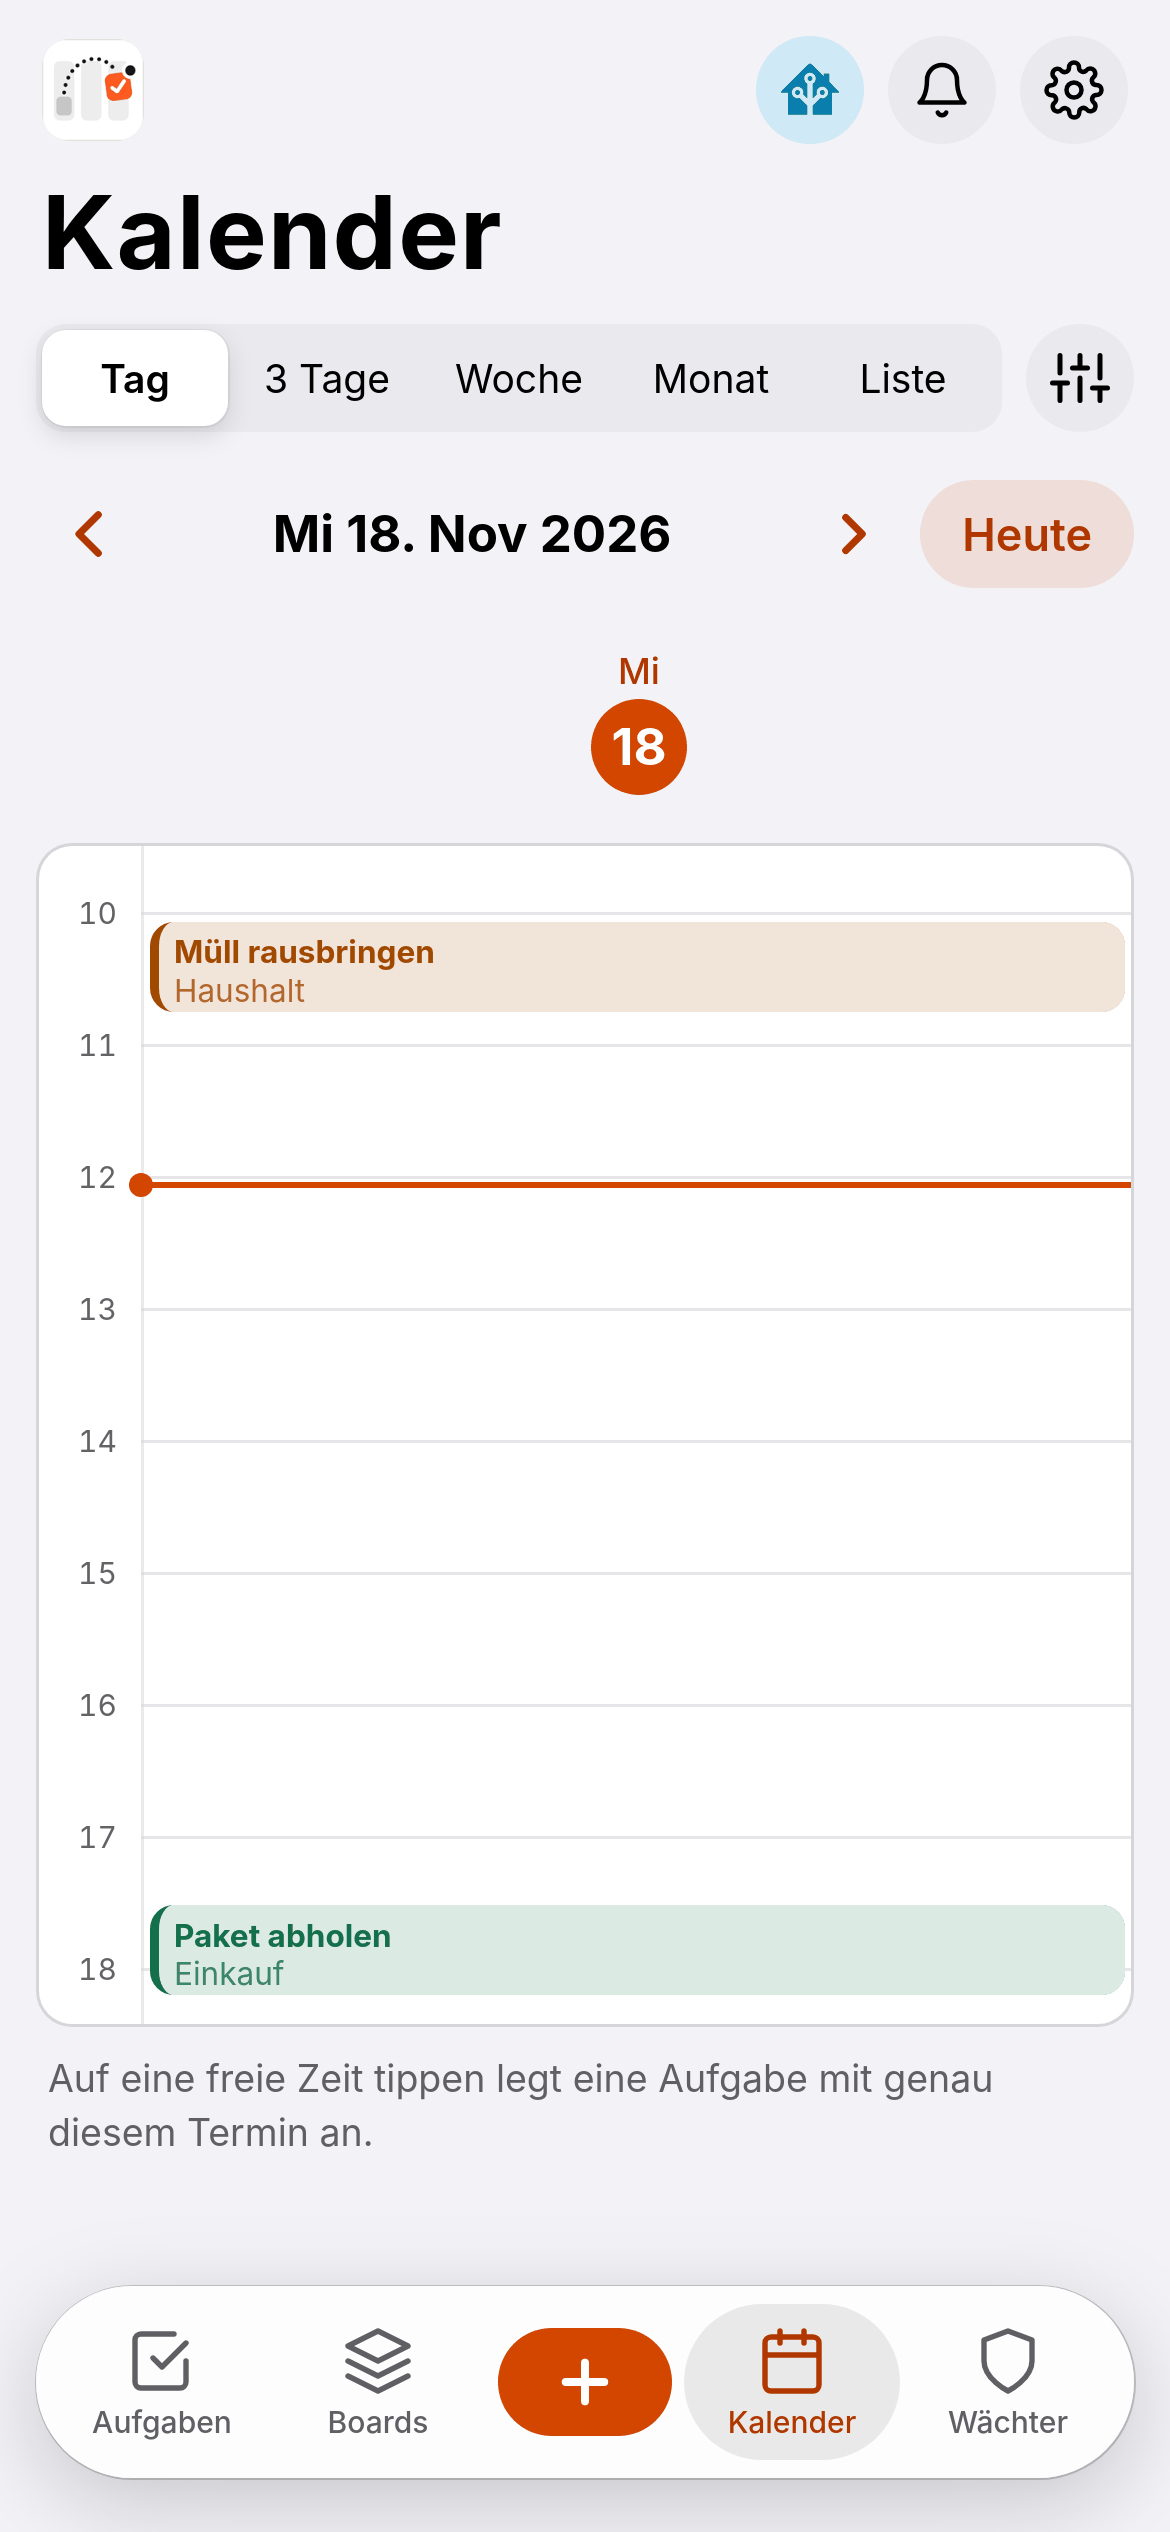 Kalender
Tag
3 Tage
Woche
Monat
Liste
Mi 18. Nov 2026
Heute
Mi
18
10
Müll rausbringen
Haushalt
11
12
13
14
15
16
17
Paket abholen
18
Einkauf
Auf eine freie Zeit tippen legt eine Aufgabe mit genau
diesem Termin an.
Aufgaben
Boards
Kalender
Wächter